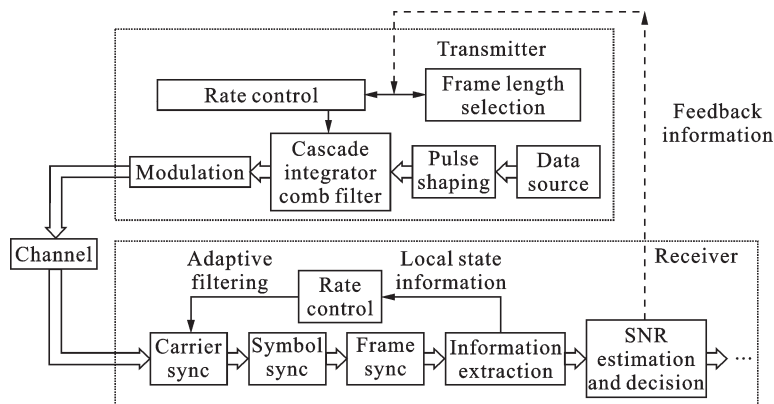 Transmitter
Rate control
Frame length
selection
Feedback
information
Modulation
Cascade
integrator
comb filter
Pulse
shaping
Data
source
Channel
Receiver
Adaptive
filtering
Rate
control
Local state
information
Carrier
sync
Symbol
sync
Frame
sync
Information
extraction
SNR
estimation
and decision
...